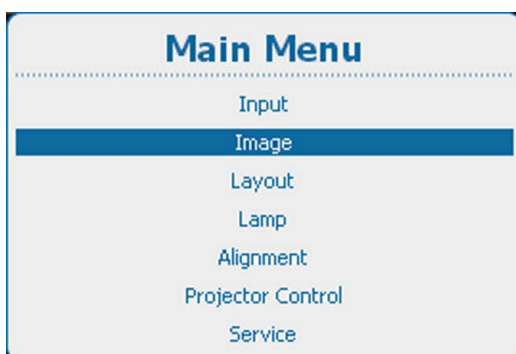 Main Menu
Input
Image
Layout
Lamp
Alignment
Projector Control
Service